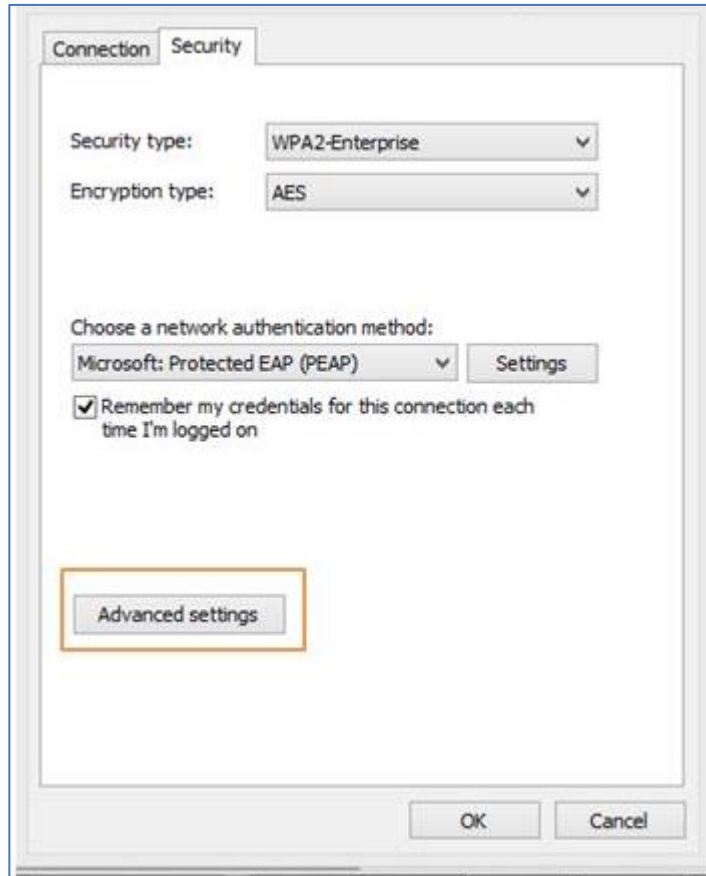 Connection Security
Security type: WPA2-Enterprise
Encryption type: AES
Choose a network authentication method:
Microsoft: Protected EAP (PEAP) Settings
Remember my credentials for this connection each
time I'm logged on
Advanced settings
OK Cancel